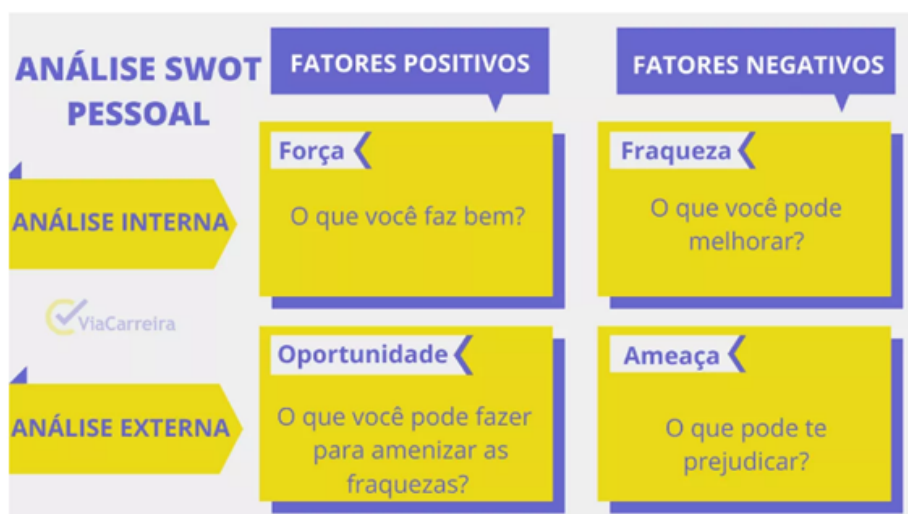 ANÁLISE SWOT
PESSOAL
FATORES POSITIVOS
FATORES NEGATIVOS
ANÁLISE INTERNA
Força
O que você faz bem?
Fraqueza
O que você pode
melhorar?
ViaCarreira
ANÁLISE EXTERNA
Oportunidade
O que você pode fazer
para amenizar as
fraquezas?
Ameaça
O que pode te
prejudicar?